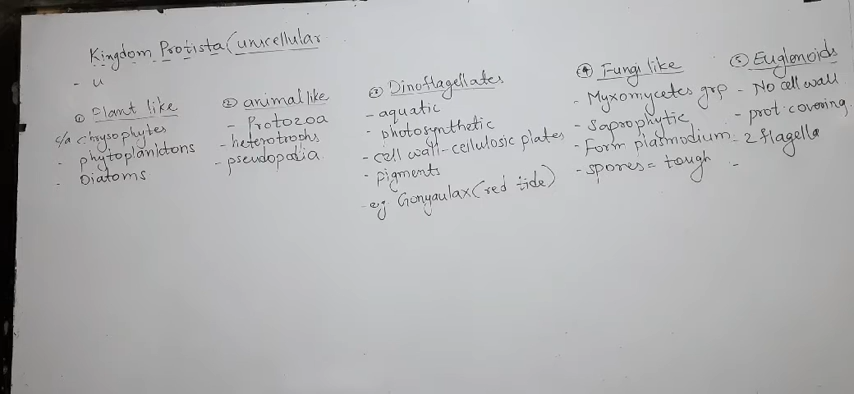 Kingdom Protista (unicellular
- u
① Plant like
c/a chrysophytes
- phytoplanktons
- Diatoms
② animal like
- Protozoa
- heterotrophs
- pseudopodia
③ Dinoflagellates
- aquatic
- photosynthetic
- cell wall - cellulosic plates
- pigments
- eg Gonyaulax (red tide)
④ Fungi like
- Myxomycetes grp
- Saprophytic
- Form plasmodium
- spores = tough
⑤ Euglenoids
- No cell wall
- prot. covering
- 2 flagella
-